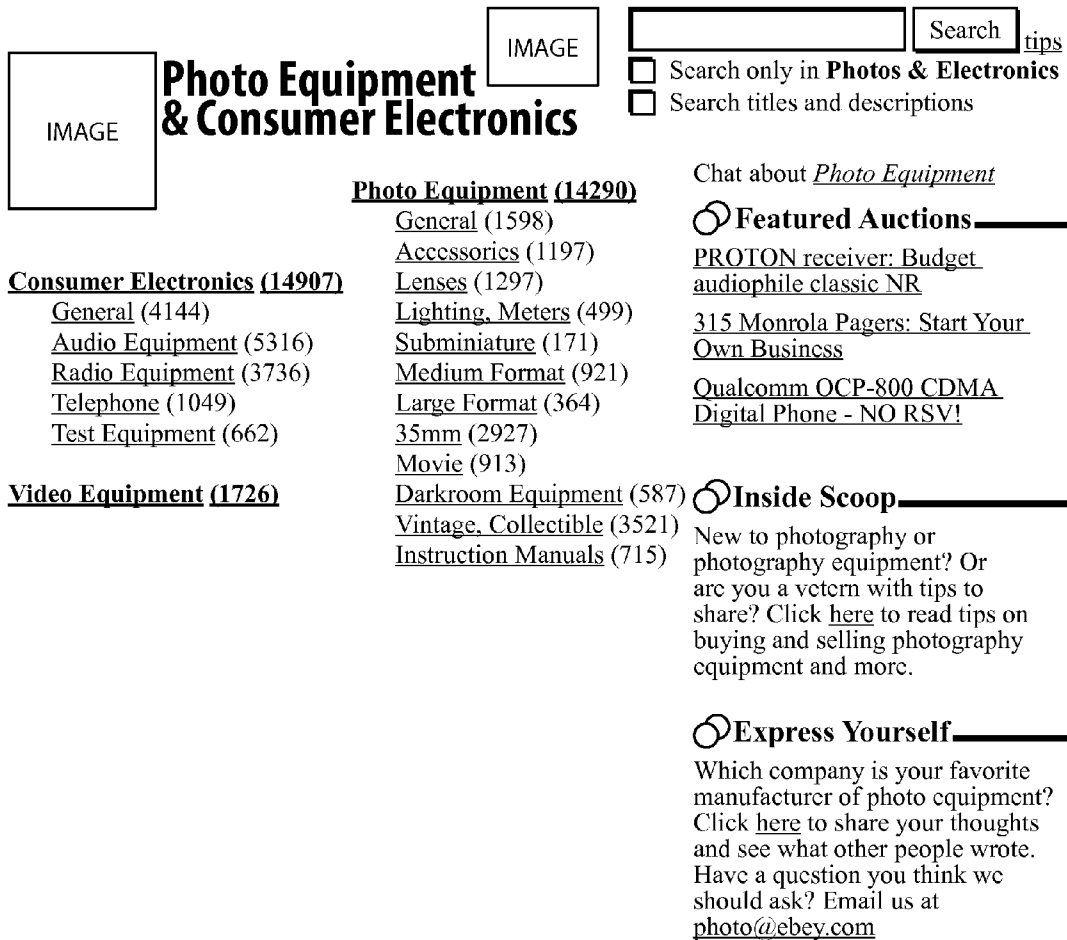 IMAGE
Photo Equipment
& Consumer Electronics
IMAGE
Search tips
Search only in Photos & Electronics
Search titles and descriptions
Consumer Electronics (14907)
General (4144)
Audio Equipment (5316)
Radio Equipment (3736)
Telephone (1049)
Test Equipment (662)
Video Equipment (1726)
Photo Equipment (14290)
General (1598)
Accessories (1197)
Lenses (1297)
Lighting, Meters (499)
Subminiature (171)
Medium Format (921)
Large Format (364)
35mm (2927)
Movie (913)
Darkroom Equipment (587)
Vintage, Collectible (3521)
Instruction Manuals (715)
Chat about Photo Equipment
Featured Auctions
PROTON receiver: Budget
audiophile classic NR
315 Monrola Pagers: Start Your
Own Business
Qualcomm OCP-800 CDMA
Digital Phone - NO RSV!
Inside Scoop
New to photography or
photography equipment? Or
are you a vetern with tips to
share? Click here to read tips on
buying and selling photography
equipment and more.
Express Yourself
Which company is your favorite
manufacturer of photo equipment?
Click here to share your thoughts
and see what other people wrote.
Have a question you think we
should ask? Email us at
photo@ebey.com